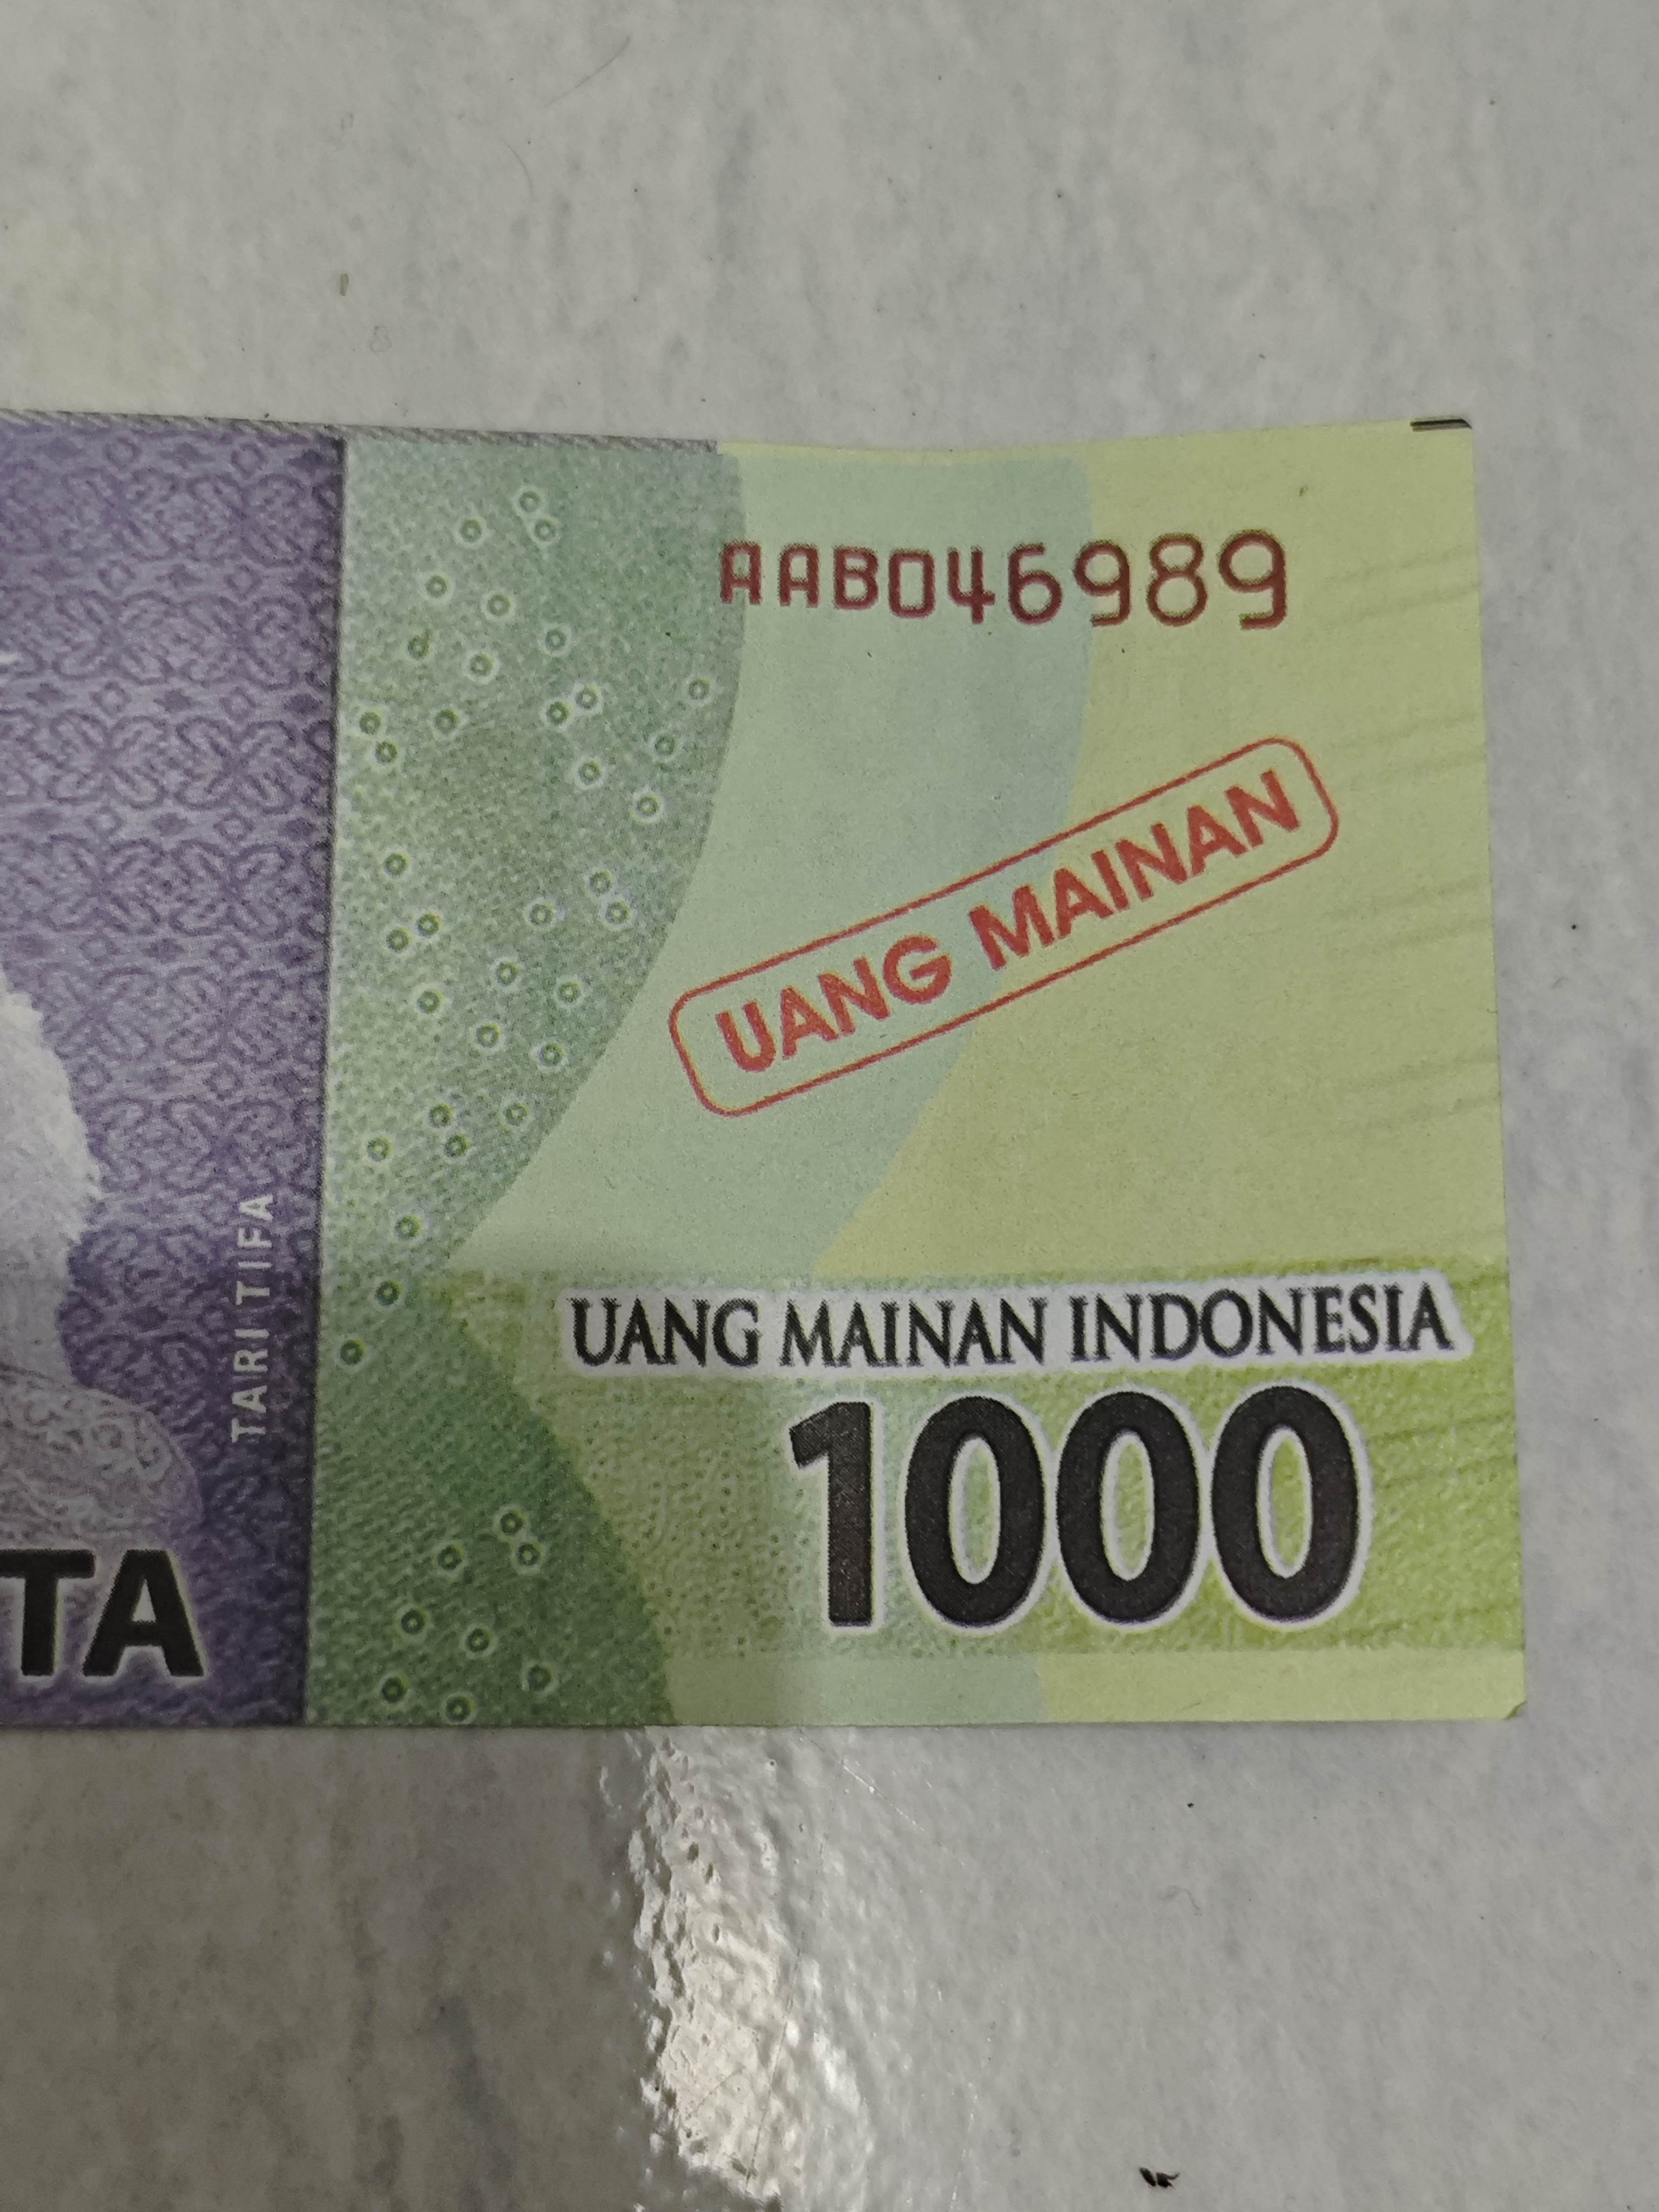 AAB046989
UANG MAINAN
TARI TIFA
UANG MAINAN INDONESIA
1000
TA